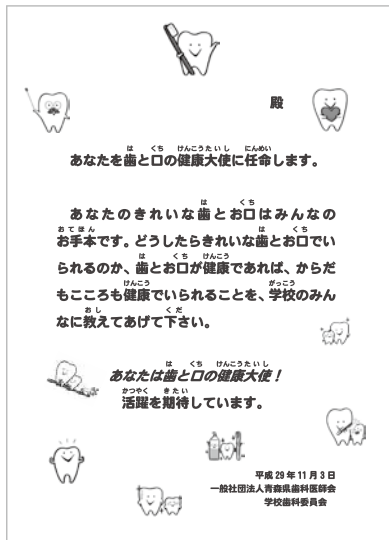 殿
あなたを歯と口の健康大使に任命します。
あなたのきれいな歯とお口はみんなの
お手本です。どうしたらきれいな歯とお口でい
られるのか、歯とお口が健康であれば、からだ
もこころも健康でいられることを、学校のみん
なに教えてあげて下さい。
あなたは歯と口の健康大使！
活躍を期待しています。
平成29年11月3日
一般社団法人青森県歯科医師会
学校歯科委員会